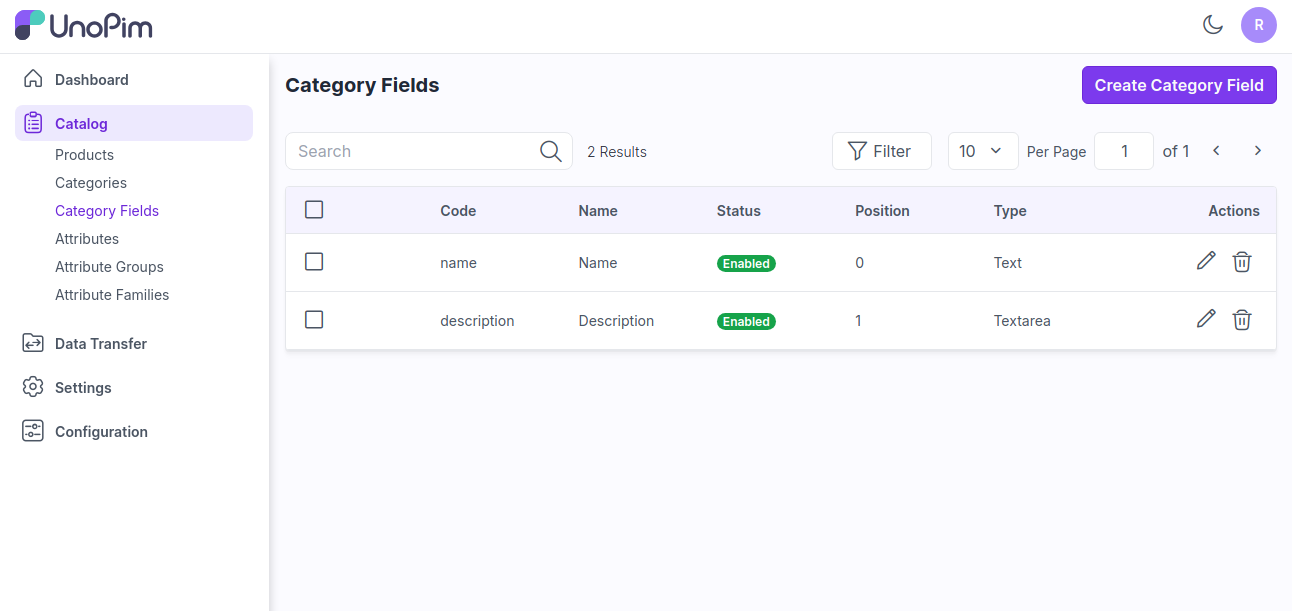 UnoPim
R
Dashboard
Catalog
Products
Categories
Category Fields
Attributes
Attribute Groups
Attribute Families
Data Transfer
Settings
Configuration
Category Fields
Create Category Field
Search
2 Results
Filter
10
Per Page
1
of 1
Code Name Status Position Type Actions
name Name Enabled 0 Text
description Description Enabled 1 Textarea